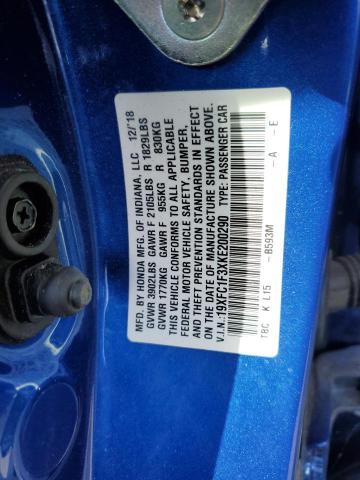 MFD. BY HONDA MFG. OF INDIANA, LLC 12/'18
GVWR 3902LBS GAWR F 2105LBS R 1829LBS
GVWR 1770KG GAWR F 955KG R 830KG
THIS VEHICLE CONFORMS TO ALL APPLICABLE
FEDERAL MOTOR VEHICLE SAFETY, BUMPER,
AND THEFT PREVENTION STANDARDS IN EFFECT
ON THE DATE OF MANUFACTURE SHOWN ABOVE.
V.I.N.:19XFC1F3XKE200290 TYPE: PASSENGER CAR
TBC K L15 -B593M -A -E